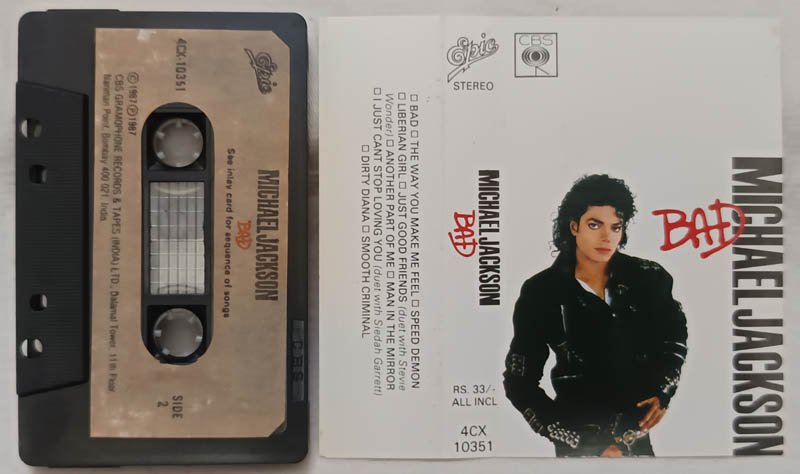 4CX-10351
Epic
©1987℗1987
CBS GRAMOPHONE RECORDS & TAPES (INDIA) LTD., Dalamal Tower, 11th Floor
Nariman Point, Bombay 400 021. India.
MICHAEL JACKSON
BAD
See inlay card for sequence of songs
SIDE
2
CBS
Epic
STEREO
CBS
□ BAD □ THE WAY YOU MAKE ME FEEL □ SPEED DEMON
□ LIBERIAN GIRL □ JUST GOOD FRIENDS (duet with Stevie
Wonder) □ ANOTHER PART OF ME □ MAN IN THE MIRROR
□ I JUST CANT STOP LOVING YOU (duet with Siedah Garrett)
□ DIRTY DIANA □ SMOOTH CRIMINAL
MICHAEL JACKSON
BAD
RS. 33/-
ALL INCL
4CX
10351
MICHAEL JACKSON
BAD